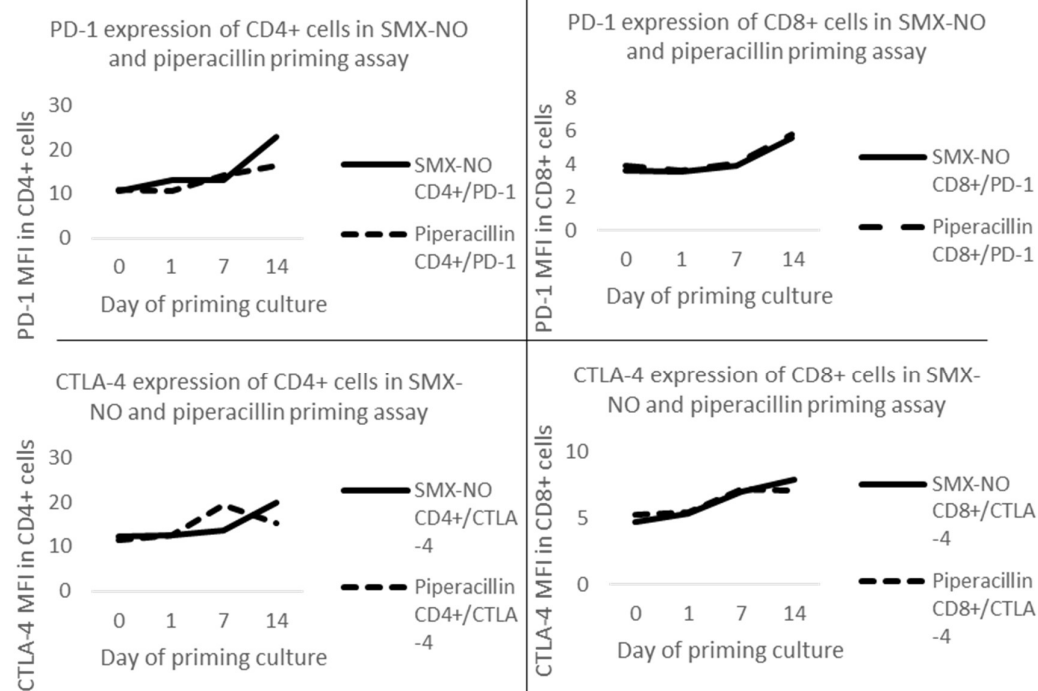 PD-1 expression of CD4+ cells in SMX-NO
and piperacillin priming assay
PD-1 MFI in CD4+ cells
30
20
10
0
0 1 7 14
Day of priming culture
SMX-NO
CD4+/PD-1
Piperacillin
CD4+/PD-1
PD-1 expression of CD8+ cells in SMX-NO
and piperacillin priming assay
PD-1 MFI in CD8+ cells
8
6
4
2
0
0 1 7 14
Day of priming culture
SMX-NO
CD8+/PD-1
Piperacillin
CD8+/PD-1
CTLA-4 expression of CD4+ cells in SMX-
NO and piperacillin priming assay
CTLA-4 MFI in CD4+ cells
30
20
10
0
0 1 7 14
Day of priming culture
SMX-NO
CD4+/CTLA
-4
Piperacillin
CD4+/CTLA
-4
CTLA-4 expression of CD8+ cells in SMX-
NO and piperacillin priming assay
CTLA-4 MFI in CD8+ cells
10
5
0
0 1 7 14
Day of priming culture
SMX-NO
CD8+/CTLA
-4
Piperacillin
CD8+/CTLA
-4